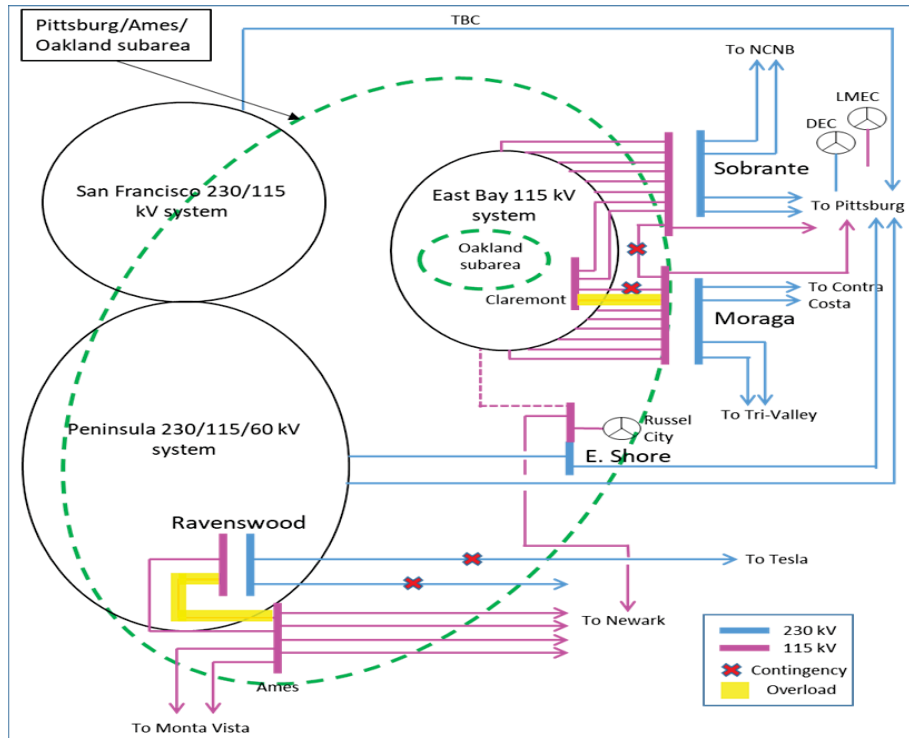 Pittsburg/Ames/
Oakland subarea
TBC
To NCNB
LMEC
DEC
Sobrante
San Francisco 230/115
kV system
East Bay 115 kV
system
To Pittsburg
Oakland
subarea
Claremont
To Contra
Costa
Moraga
To Tri-Valley
Russel
City
Peninsula 230/115/60 kV
system
E. Shore
Ravenswood
To Tesla
To Newark
230 kV
115 kV
Contingency
Overload
Ames
To Monta Vista